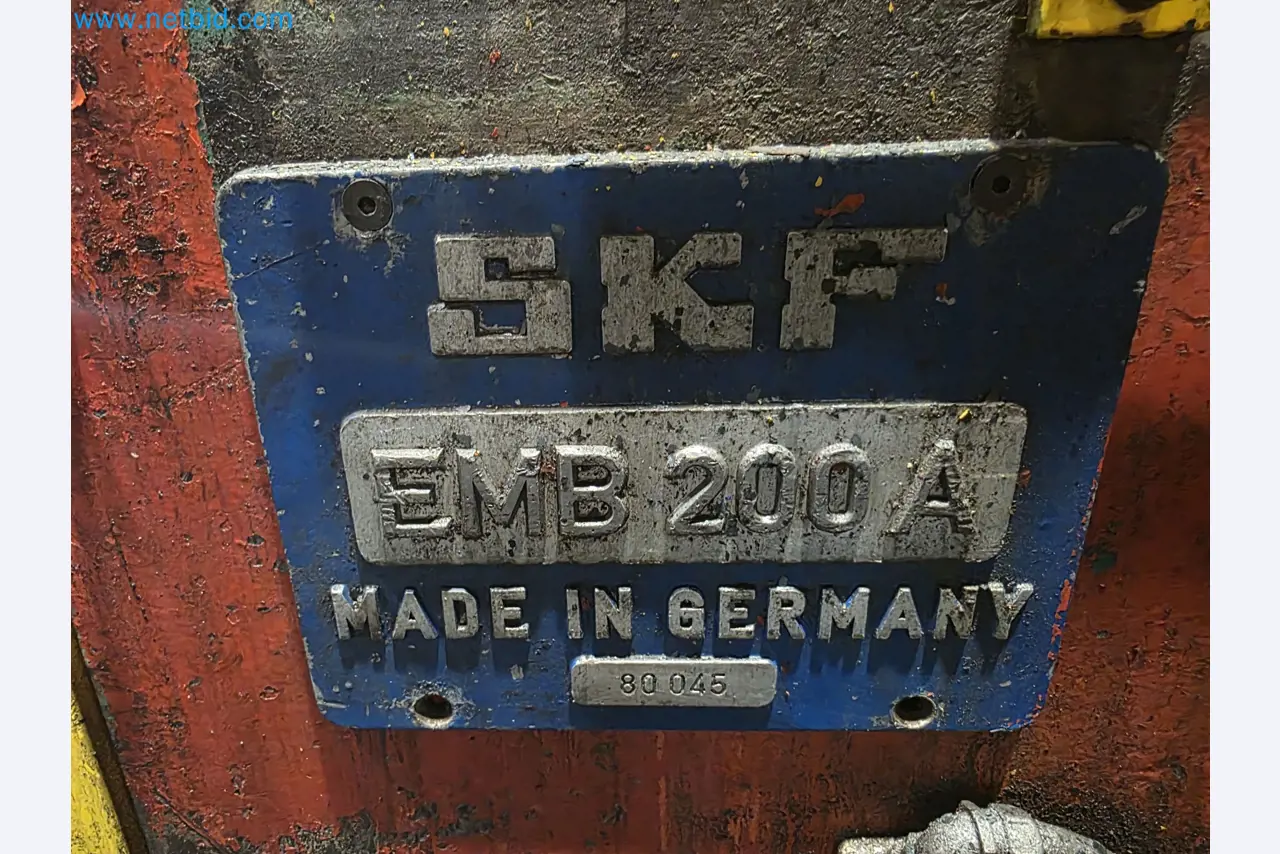 www.netbid.com
SKF
EMB 200 A
MADE IN GERMANY
80 045